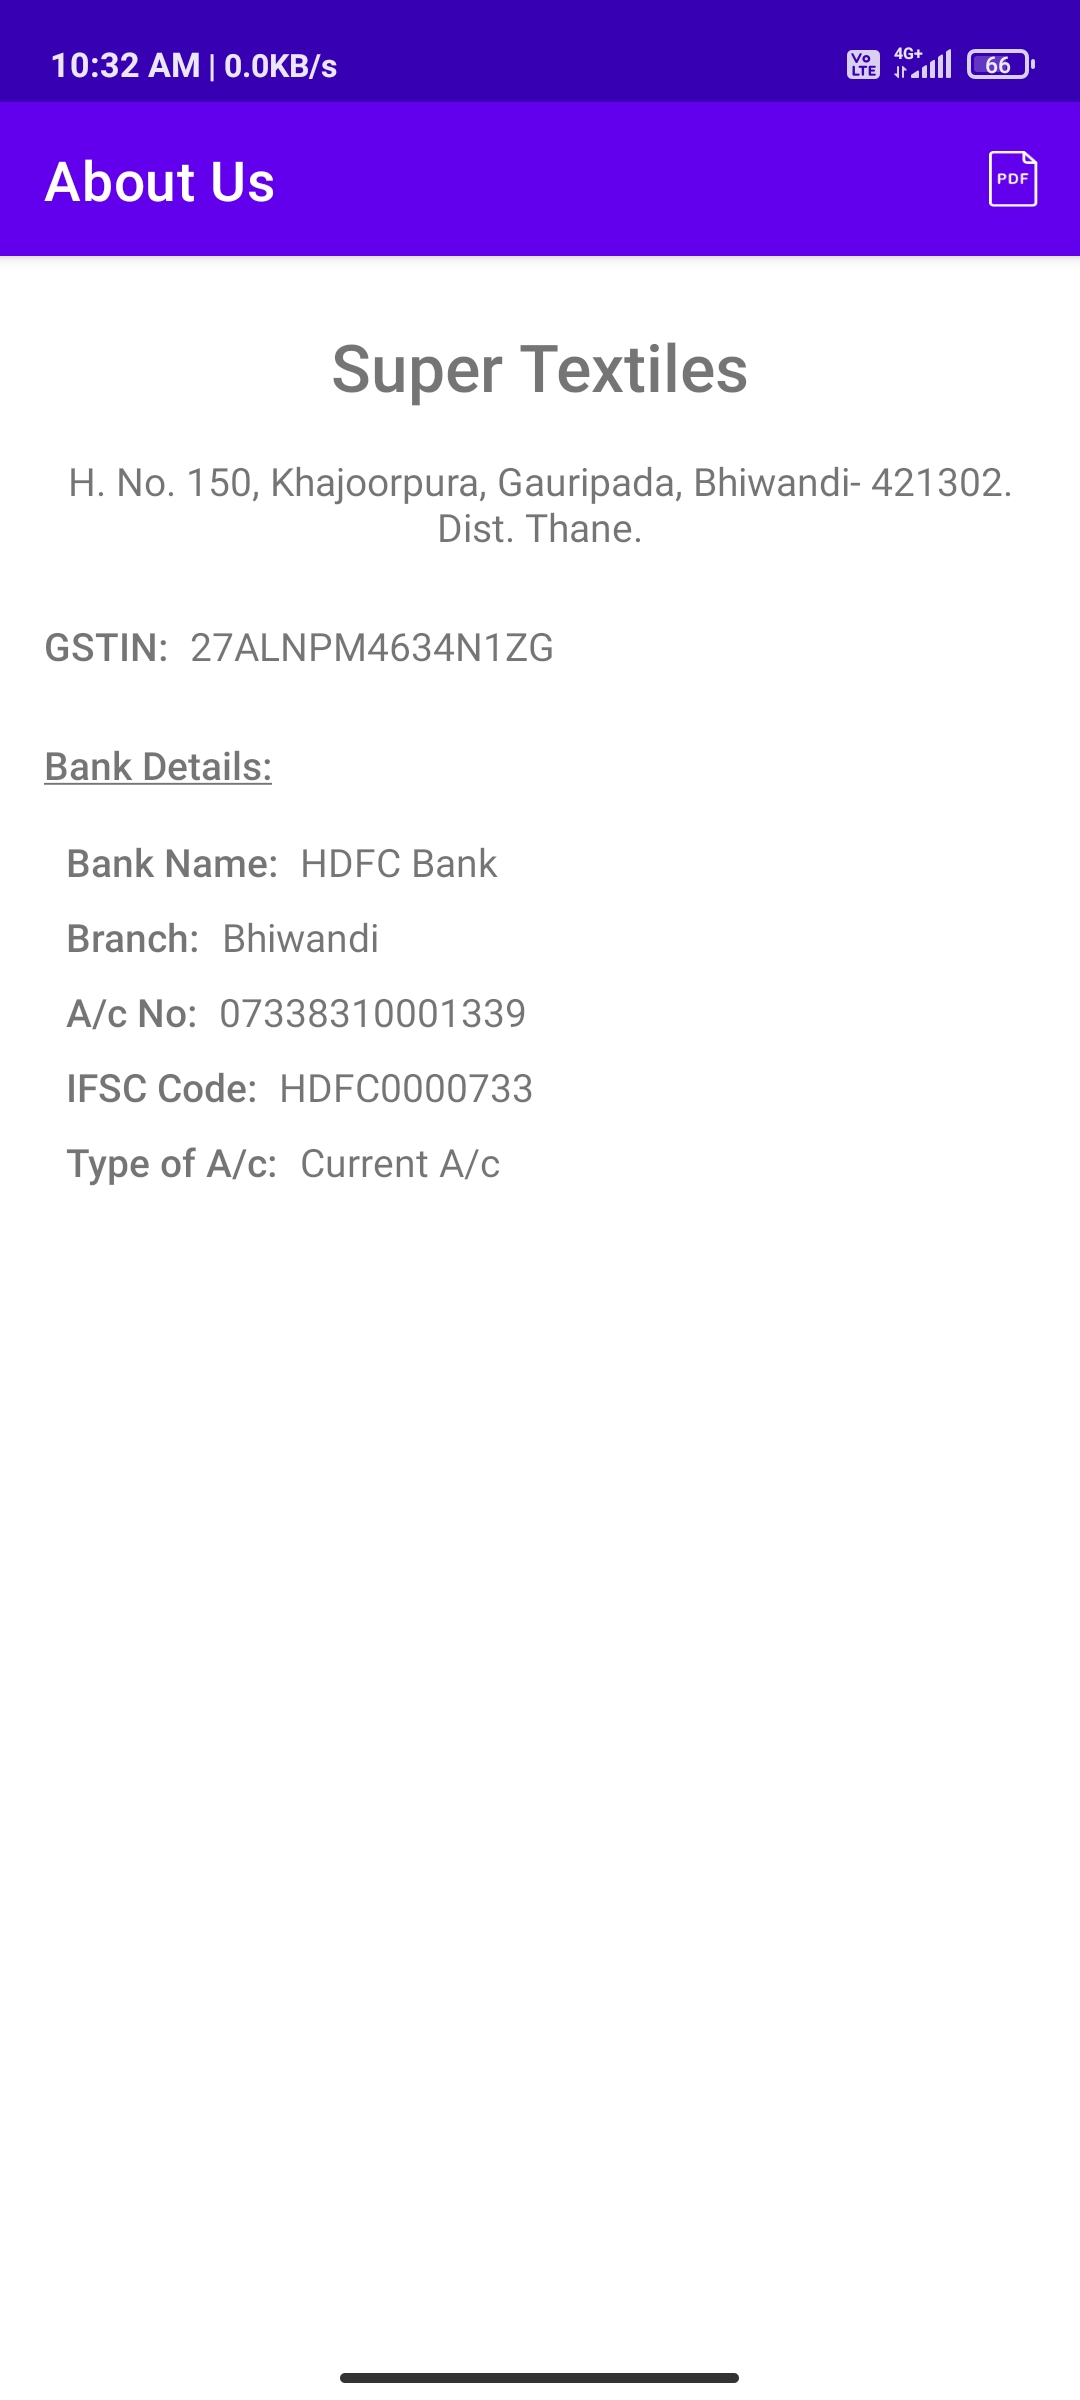 10:32 AM | 0.0KB/s Vo LTE 4G+ 66
About Us PDF
Super Textiles
H. No. 150, Khajoorpura, Gauripada, Bhiwandi- 421302.
Dist. Thane.
GSTIN: 27ALNPM4634N1ZG
Bank Details:
Bank Name: HDFC Bank
Branch: Bhiwandi
A/c No: 07338310001339
IFSC Code: HDFC0000733
Type of A/c: Current A/c